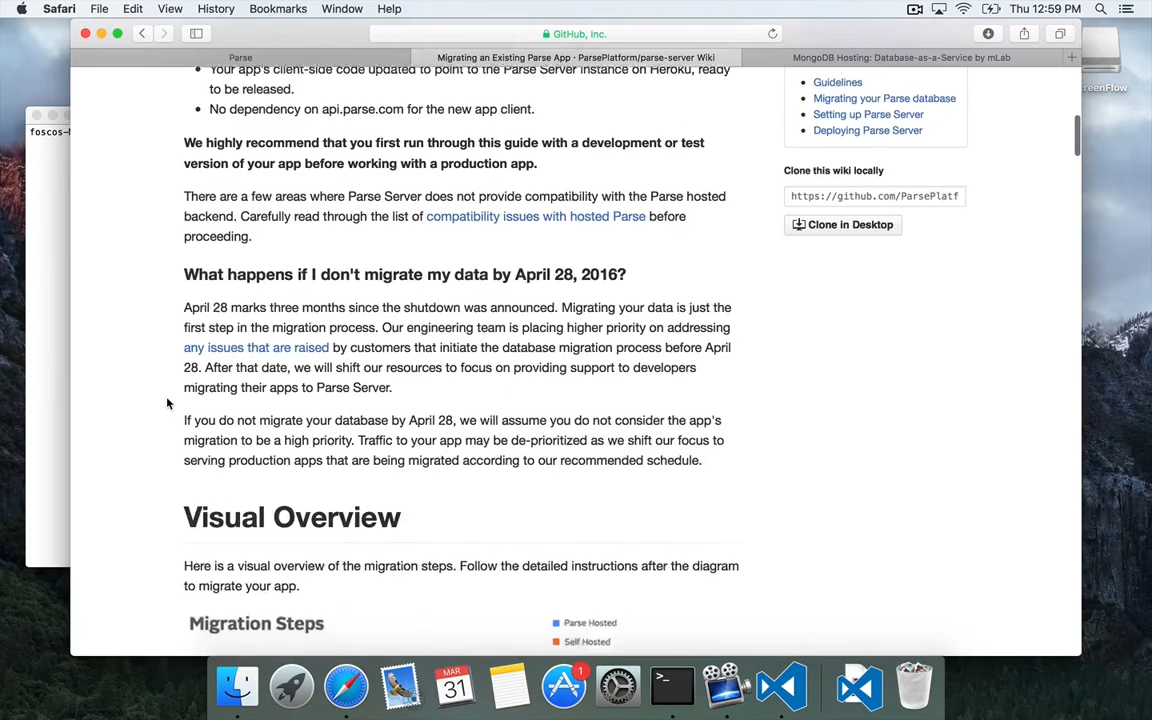 Safari File Edit View History Bookmarks Window Help
Thu 12:59 PM
GitHub, Inc.
Parse
Migrating an Existing Parse App · ParsePlatform/parse-server Wiki
MongoDB Hosting: Database-as-a-Service by mLab
foscos-
reenFlow
• Your app's client-side code updated to point to the Parse Server instance on Heroku, ready
to be released.
• No dependency on api.parse.com for the new app client.
We highly recommend that you first run through this guide with a development or test
version of your app before working with a production app.
There are a few areas where Parse Server does not provide compatibility with the Parse hosted
backend. Carefully read through the list of compatibility issues with hosted Parse before
proceeding.
What happens if I don't migrate my data by April 28, 2016?
April 28 marks three months since the shutdown was announced. Migrating your data is just the
first step in the migration process. Our engineering team is placing higher priority on addressing
any issues that are raised by customers that initiate the database migration process before April
28. After that date, we will shift our resources to focus on providing support to developers
migrating their apps to Parse Server.
If you do not migrate your database by April 28, we will assume you do not consider the app's
migration to be a high priority. Traffic to your app may be de-prioritized as we shift our focus to
serving production apps that are being migrated according to our recommended schedule.
Visual Overview
Here is a visual overview of the migration steps. Follow the detailed instructions after the diagram
to migrate your app.
Migration Steps
Parse Hosted
Self Hosted
• Guidelines
• Migrating your Parse database
• Setting up Parse Server
• Deploying Parse Server
Clone this wiki locally
https://github.com/ParsePlatf
Clone in Desktop
MAR
31
1
>_